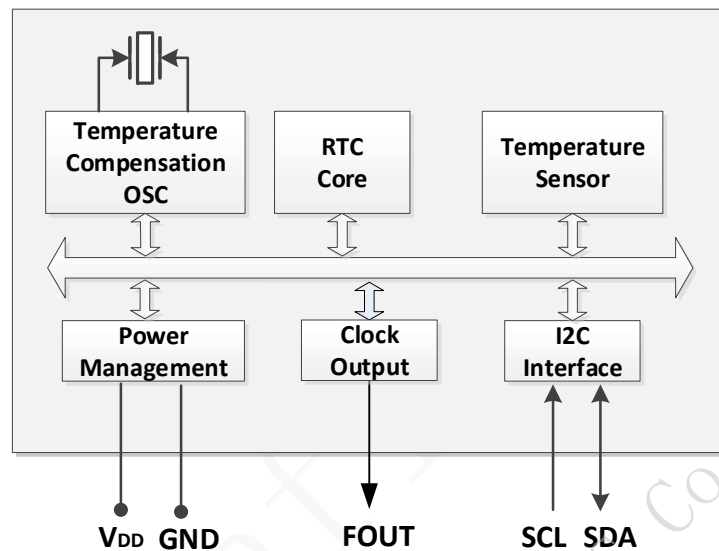 Temperature
Compensation
OSC
RTC
Core
Temperature
Sensor
Power
Management
Clock
Output
I2C
Interface
VDD GND FOUT SCL SDA